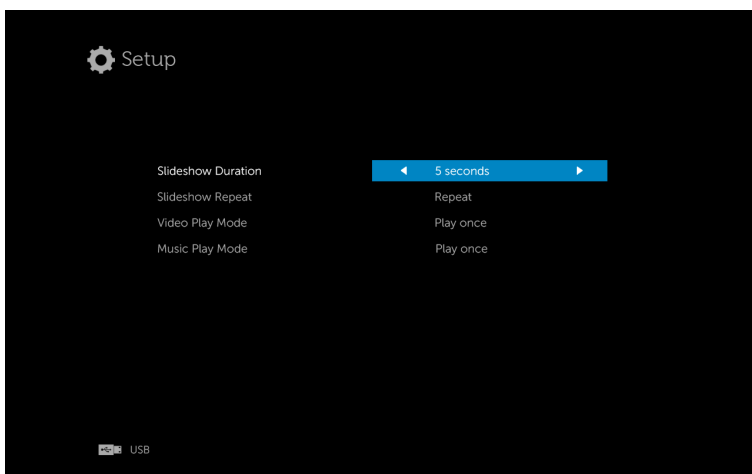 Setup
Slideshow Duration 5 seconds
Slideshow Repeat Repeat
Video Play Mode Play once
Music Play Mode Play once
USB